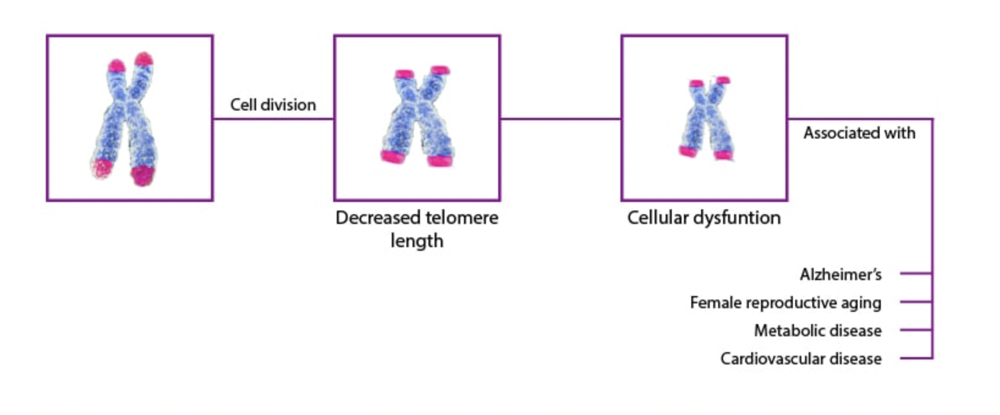 Cell division
Associated with
Decreased telomere
length
Cellular dysfuntion
Alzheimer's
Female reproductive aging
Metabolic disease
Cardiovascular disease